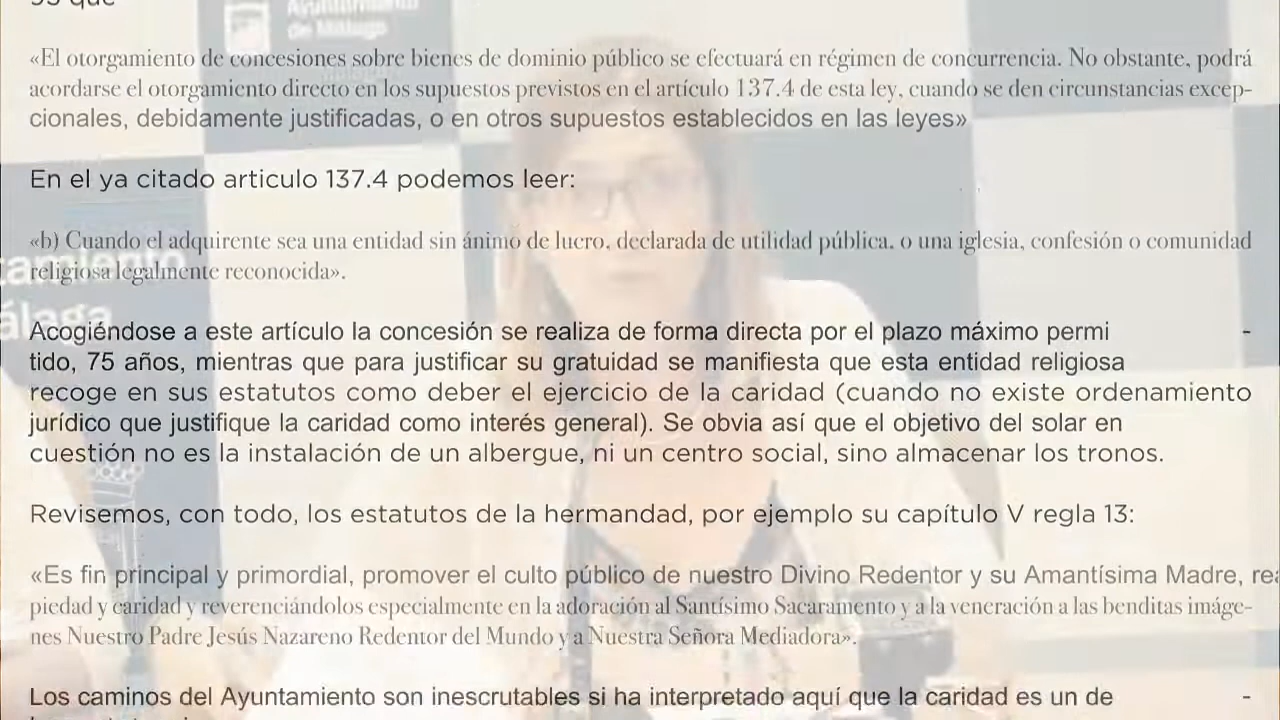 Ayuntamiento
de Málaga
«El otorgamiento de concesiones sobre bienes de dominio público se efectuará en régimen de concurrencia. No obstante, podrá
acordarse el otorgamiento directo en los supuestos previstos en el artículo 137.4 de esta ley, cuando se den circunstancias excep-
cionales, debidamente justificadas, o en otros supuestos establecidos en las leyes»
En el ya citado articulo 137.4 podemos leer:
«b) Cuando el adquirente sea una entidad sin ánimo de lucro, declarada de utilidad pública, o una iglesia, confesión o comunidad
religiosa legalmente reconocida».
tamiento
álaga
Acogiéndose a este artículo la concesión se realiza de forma directa por el plazo máximo permi -
tido, 75 años, mientras que para justificar su gratuidad se manifiesta que esta entidad religiosa
recoge en sus estatutos como deber el ejercicio de la caridad (cuando no existe ordenamiento
jurídico que justifique la caridad como interés general). Se obvia así que el objetivo del solar en
cuestión no es la instalación de un albergue, ni un centro social, sino almacenar los tronos.
Revisemos, con todo, los estatutos de la hermandad, por ejemplo su capítulo V regla 13:
«Es fin principal y primordial, promover el culto público de nuestro Divino Redentor y su Amantísima Madre, rea
piedad y caridad y reverenciándolos especialmente en la adoración al Santísimo Sacaramento y a la veneración a las benditas imáge-
nes Nuestro Padre Jesús Nazareno Redentor del Mundo y a Nuestra Señora Mediadora».
Los caminos del Ayuntamiento son inescrutables si ha interpretado aquí que la caridad es un de -